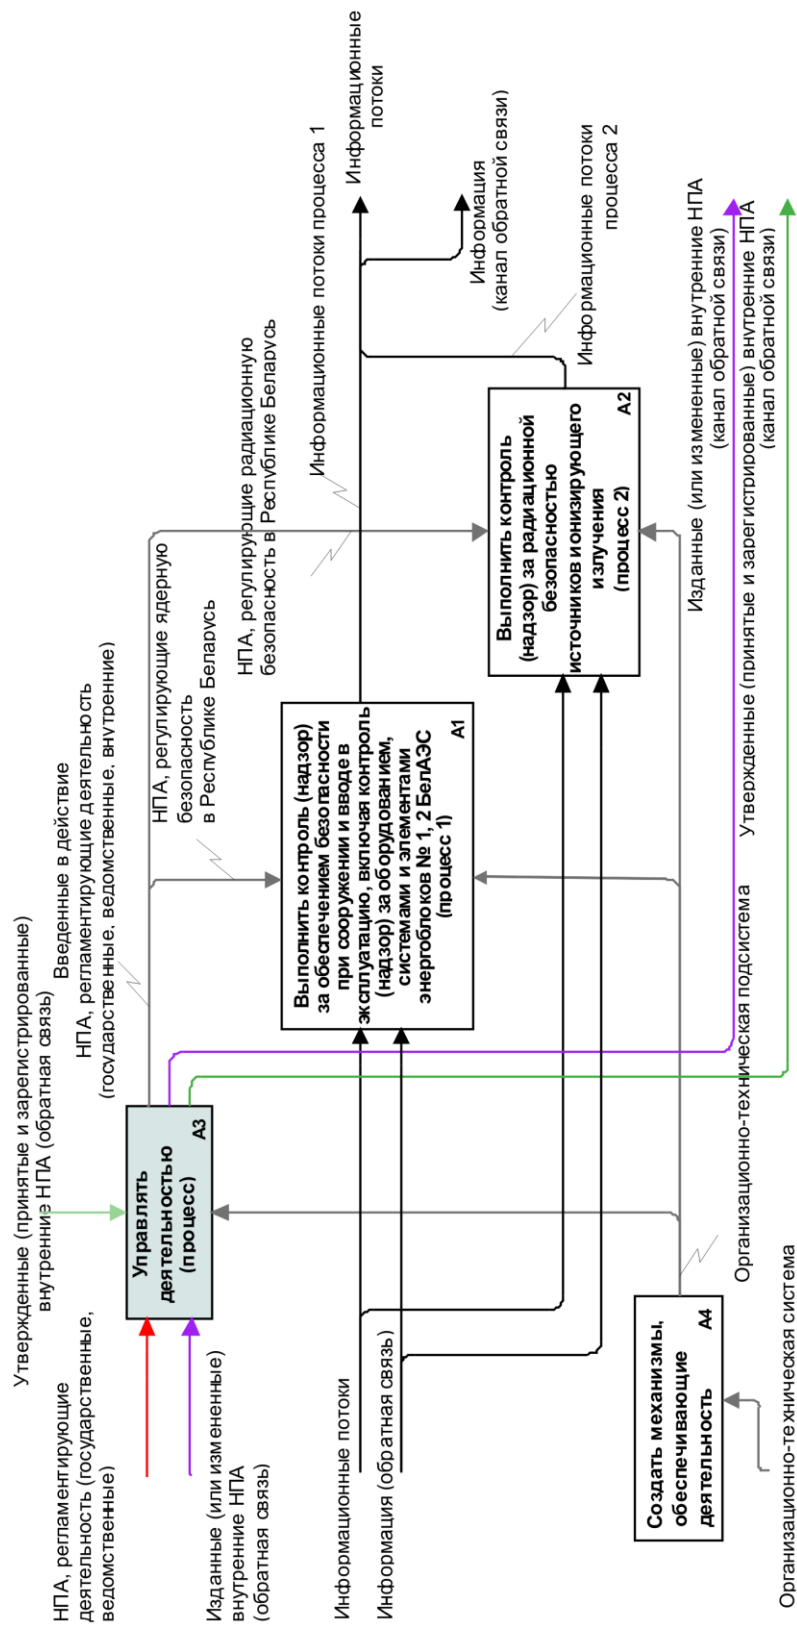 Утвержденные (принятые и зарегистрированные)
внутренние НПА (обратная связь)
НПА, регламентирующие
деятельность (государственные,
ведомственные)
Изданные (или измененные)
внутренние НПА
(обратная связь)
Управлять
деятельностью
(процесс)
A3
Введенные в действие
НПА, регламентирующие деятельность
(государственные, ведомственные, внутренние)
НПА, регулирующие ядерную
безопасность
в Республике Беларусь
НПА, регулирующие радиационную
безопасность в Республике Беларусь
Информационные потоки процесса 1
Информационные
потоки
Информация
(канал обратной связи)
Информационные потоки
процесса 2
Информационные потоки
Информация (обратная связь)
Выполнить контроль (надзор)
за обеспечением безопасности
при сооружении и вводе в
эксплуатацию, включая контроль
(надзор) за оборудованием,
системами и элементами
энергоблоков № 1, 2 БелАЭС
(процесс 1)
A1
Выполнить контроль
(надзор) за радиационной
безопасностью
источников ионизирующего
излучения
(процесс 2)
A2
Создать механизмы,
обеспечивающие
деятельность
A4
Организационно-техническая подсистема
Организационно-техническая система
Изданные (или измененные) внутренние НПА
(канал обратной связи)
Утвержденные (принятые и зарегистрированные) внутренние НПА
(канал обратной связи)